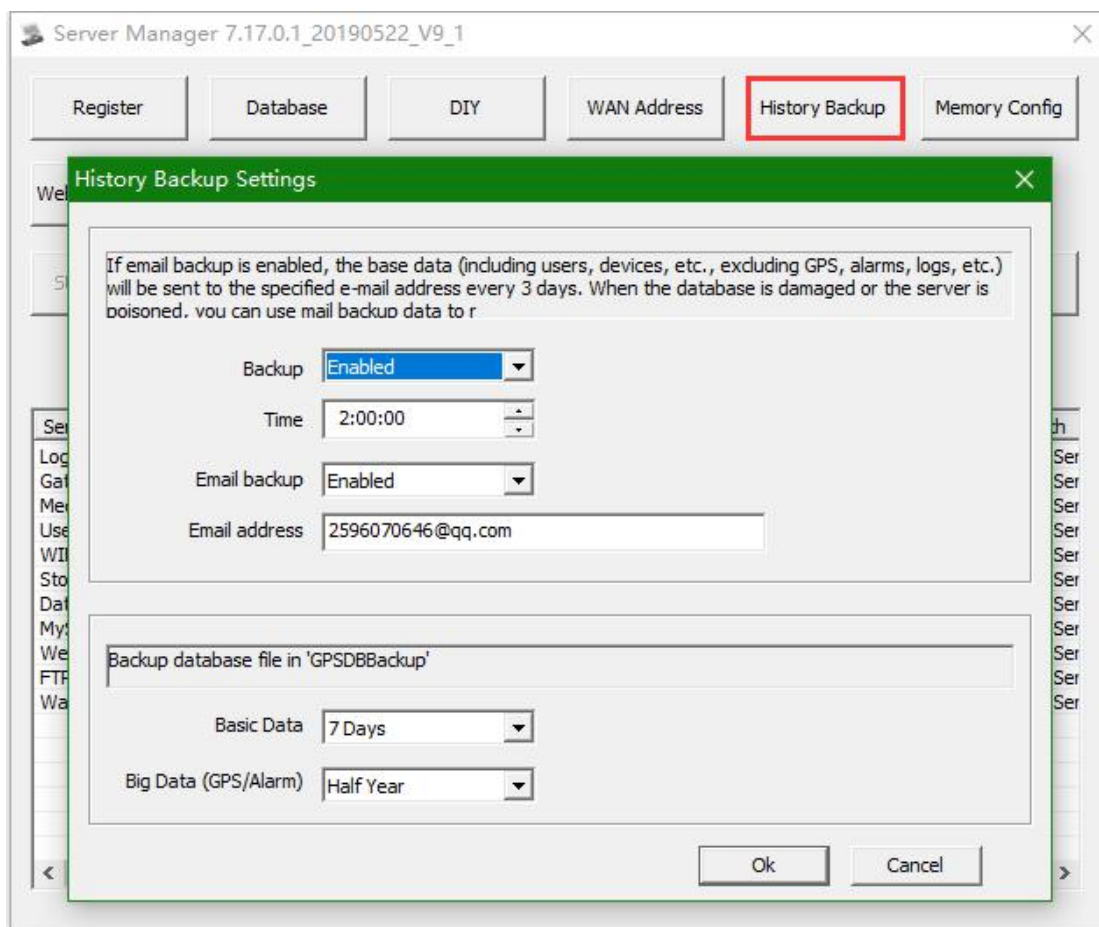 Server Manager 7.17.0.1_20190522_V9_1
Register
Database
DIY
WAN Address
History Backup
Memory Config
History Backup Settings
If email backup is enabled, the base data (including users, devices, etc., excluding GPS, alarms, logs, etc.)
will be sent to the specified e-mail address every 3 days. When the database is damaged or the server is
poisoned, you can use mail backup data to r
Backup
Enabled
Time
2:00:00
Email backup
Enabled
Email address
2596070646@qq.com
Backup database file in 'GPSDBBackup'
Basic Data
7 Days
Big Data (GPS/Alarm)
Half Year
Ok
Cancel